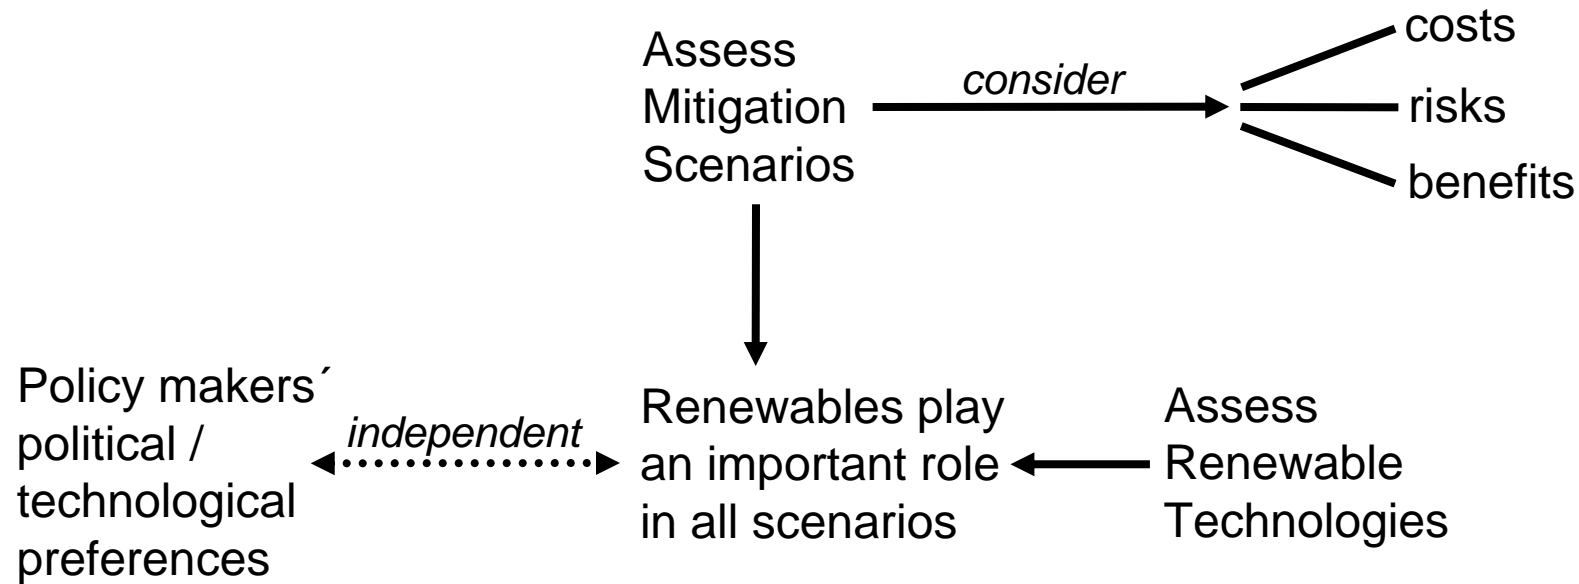 Assess
Mitigation
Scenarios
consider
costs
risks
benefits
Policy makers´
political /
technological
preferences
independent
Renewables play
an important role
in all scenarios
Assess
Renewable
Technologies